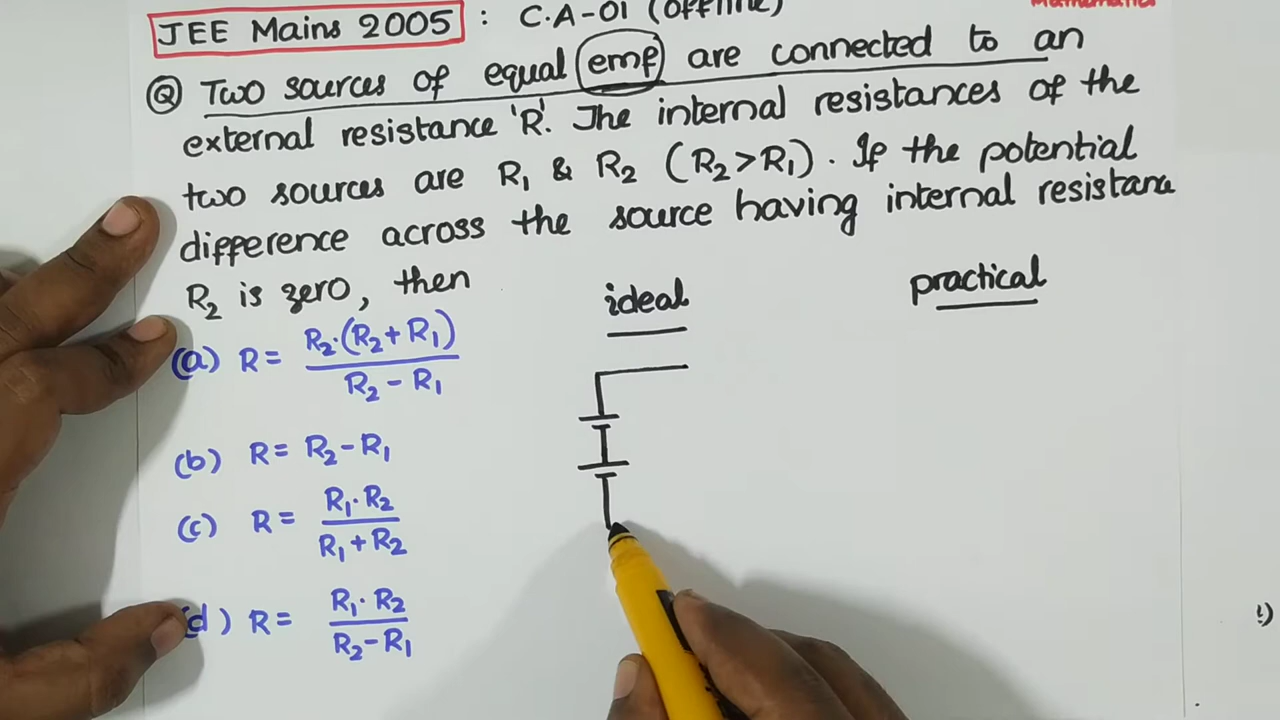 JEE Mains 2005 : C.A-01 (Offline)
Q Two sources of equal emf are connected to an
external resistance 'R'. The internal resistances of the
two sources are R₁ & R₂ (R₂>R₁). If the potential
difference across the source having internal resistana
R₂ is zero, then
ideal
practical
(a) R= R₂.(R₂+R₁) / R₂-R₁
(b) R= R₂-R₁
(c) R= R₁.R₂ / R₁+R₂
(d) R= R₁.R₂ / R₂-R₁